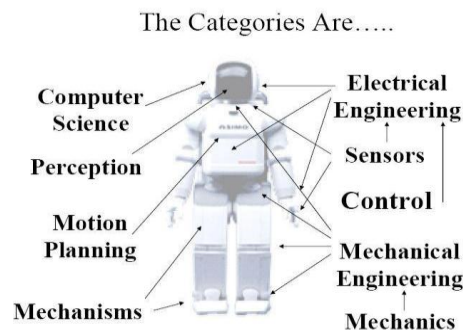 The Categories Are…..
Computer
Science
Perception
Motion
Planning
Mechanisms
ASIMO
Electrical
Engineering
Sensors
Control
Mechanical
Engineering
Mechanics